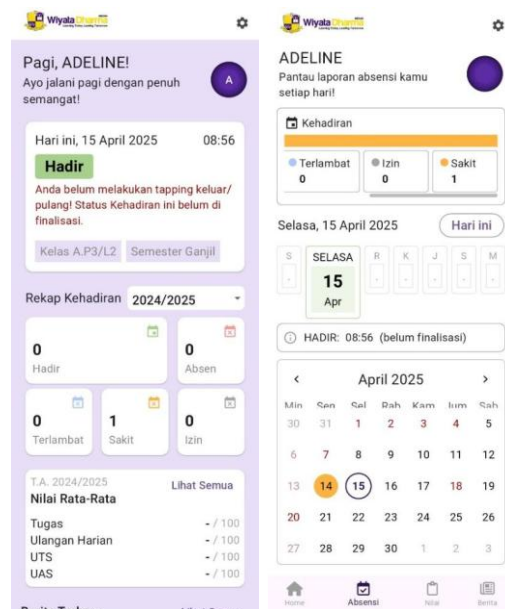 Wiyala Dharma
Pagi, ADELINE!
Ayo jalani pagi dengan penuh
semangat!
A
Hari ini, 15 April 2025 08:56
Hadir
Anda belum melakukan tapping keluar/
pulang! Status Kehadiran ini belum di
finalisasi.
Kelas A.P3/L2 Semester Ganjil
Rekap Kehadiran 2024/2025
0
Hadir
0
Absen
0
Terlambat
1
Sakit
0
Izin
T.A. 2024/2025
Nilai Rata-Rata Lihat Semua
Tugas - / 100
Ulangan Harian - / 100
UTS - / 100
UAS - / 100
Wiyala Dharma
ADELINE
Pantau laporan absensi kamu
setiap hari!
Kehadiran
Terlambat
0
Izin
0
Sakit
1
Selasa, 15 April 2025 Hari ini
S SELASA R K J S M
- 15 - - - - -
Apr
HADIR: 08:56 (belum finalisasi)
< April 2025 >
Min Sen Sel Rab Kam Jum Sab
30 31 1 2 3 4 5
6 7 8 9 10 11 12
13 14 15 16 17 18 19
20 21 22 23 24 25 26
27 28 29 30 1 2 3
Home Absensi Nilai Berita